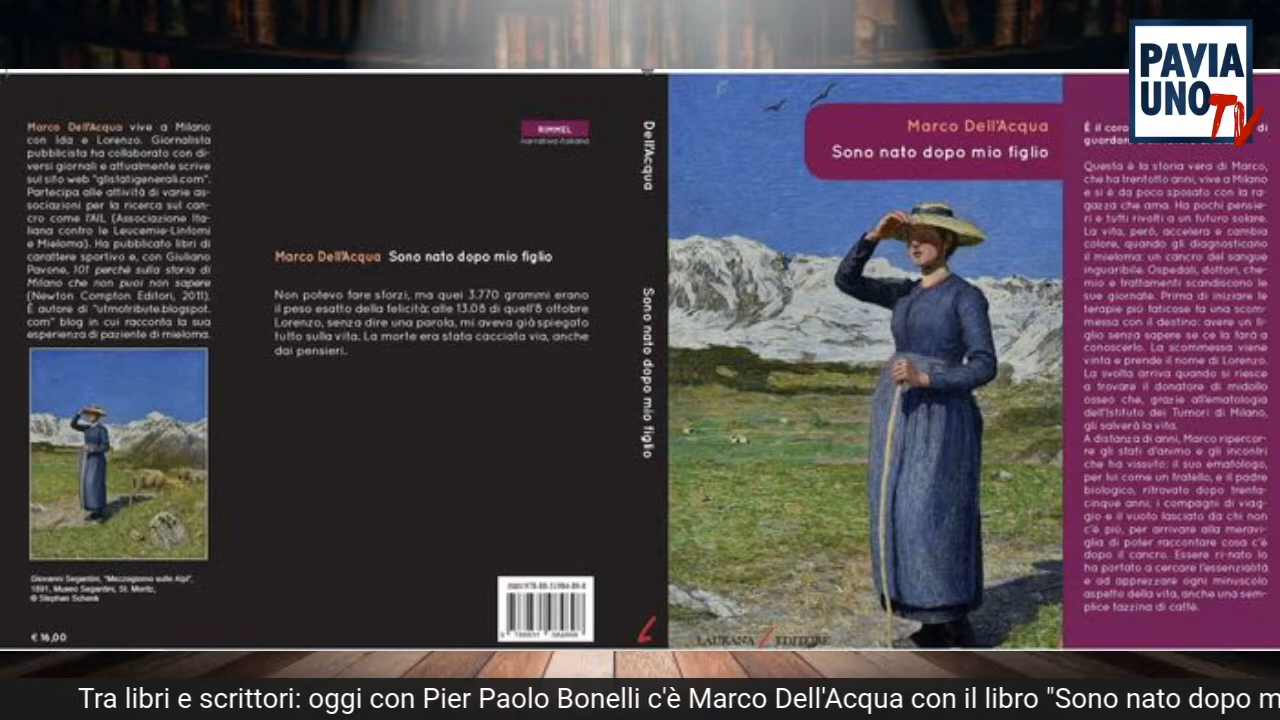 PAVIA
UNO TV
Marco Dell'Acqua vive a Milano
con Ida e Lorenzo. Giornalista
pubblicista ha collaborato con di-
versi giornali e attualmente scrive
sul sito web "glistatigenerali.com".
Partecipa alle attività di varie as-
sociazioni per la ricerca sul can-
cro come l'AIL (Associazione Ita-
liana contro le Leucemie-Linfomi
e Mieloma). Ha pubblicato libri di
carattere sportivo e, con Giuliano
Pavone, 101 perché sulla storia di
Milano che non puoi non sapere
(Newton Compton Editori, 2011).
È autore di "utmotribute.blogspot.
com" blog in cui racconta la sua
esperienza di paziente di mieloma.
Giovanni Segantini, "Mezzogiorno sulle Alpi",
1891, Museo Segantini, St. Moritz,
© Stephan Schenk
€ 16,00
RIMMEL
narrativa italiana
Marco Dell'Acqua Sono nato dopo mio figlio
Non potevo fare sforzi, ma quei 3.770 grammi erano
il peso esatto della felicità: alle 13.08 di quell'8 ottobre
Lorenzo, senza dire una parola, mi aveva già spiegato
tutto sulla vita. La morte era stata cacciata via, anche
dai pensieri.
Dell'Acqua
Sono nato dopo mio figlio
Marco Dell'Acqua
Sono nato dopo mio figlio
LAURANA EDITORE
È il di
Questa è la storia vera di Marco,
che ha trentotto anni, vive a Milano
e si è da poco sposato con la ra-
gazza che ama. Ha pochi pensie-
ri e tutti rivolti a un futuro solare.
La vita, però, accelera e cambia
colore, quando gli diagnosticano
il mieloma: un cancro del sangue
inguaribile. Ospedali, dottori, che-
mio e trattamenti scandiscono le
sue giornate. Prima di iniziare le
terapie più faticose fa una scom-
messa con il destino: avere un fi-
glio senza sapere se ce la farà a
conoscerlo. La scommessa viene
vinta e prende il nome di Lorenzo.
La svolta arriva quando si riesce
a trovare il donatore di midollo
osseo che, grazie all'ematologia
dell'Istituto dei Tumori di Milano,
gli salverà la vita.
A distanza di anni, Marco ripercor-
re gli stati d'animo e gli incontri
che ha vissuto: il suo ematologo,
per lui come un fratello, e il padre
biologico, ritrovato dopo trenta-
cinque anni; i compagni di viag-
gio e il vuoto lasciato da chi non
c'è più, per arrivare alla meravi-
glia di poter raccontare cosa c'è
dopo il cancro. Essere ri-nato lo
ha portato a cercare l'essenzialità
e ad apprezzare ogni minuscolo
aspetto della vita, anche una sem-
plice tazzina di caffè.
Tra libri e scrittori: oggi con Pier Paolo Bonelli c'è Marco Dell'Acqua con il libro "Sono nato dopo m